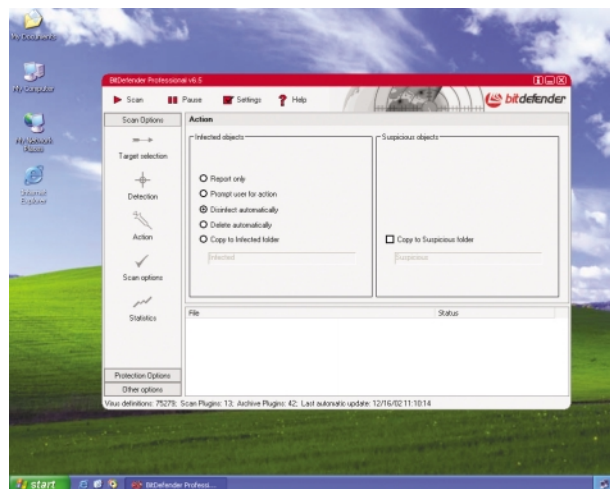 My Documents
My Computer
My Network Places
Internet Explorer
BitDefender Professional v6.5
Scan
Pause
Settings
Help
bitdefender
Scan Options
Target selection
Detection
Action
Scan options
Statistics
Protection Options
Other options
Action
Infected objects
Report only
Prompt user for action
Disinfect automatically
Delete automatically
Copy to Infected folder
Infected
Suspicious objects
Copy to Suspicious folder
Suspicious
File
Status
Virus definitions: 75279; Scan Plugins: 13; Archive Plugins: 42; Last automatic update: 12/16/02 11:10:14
start
BitDefender Professi...